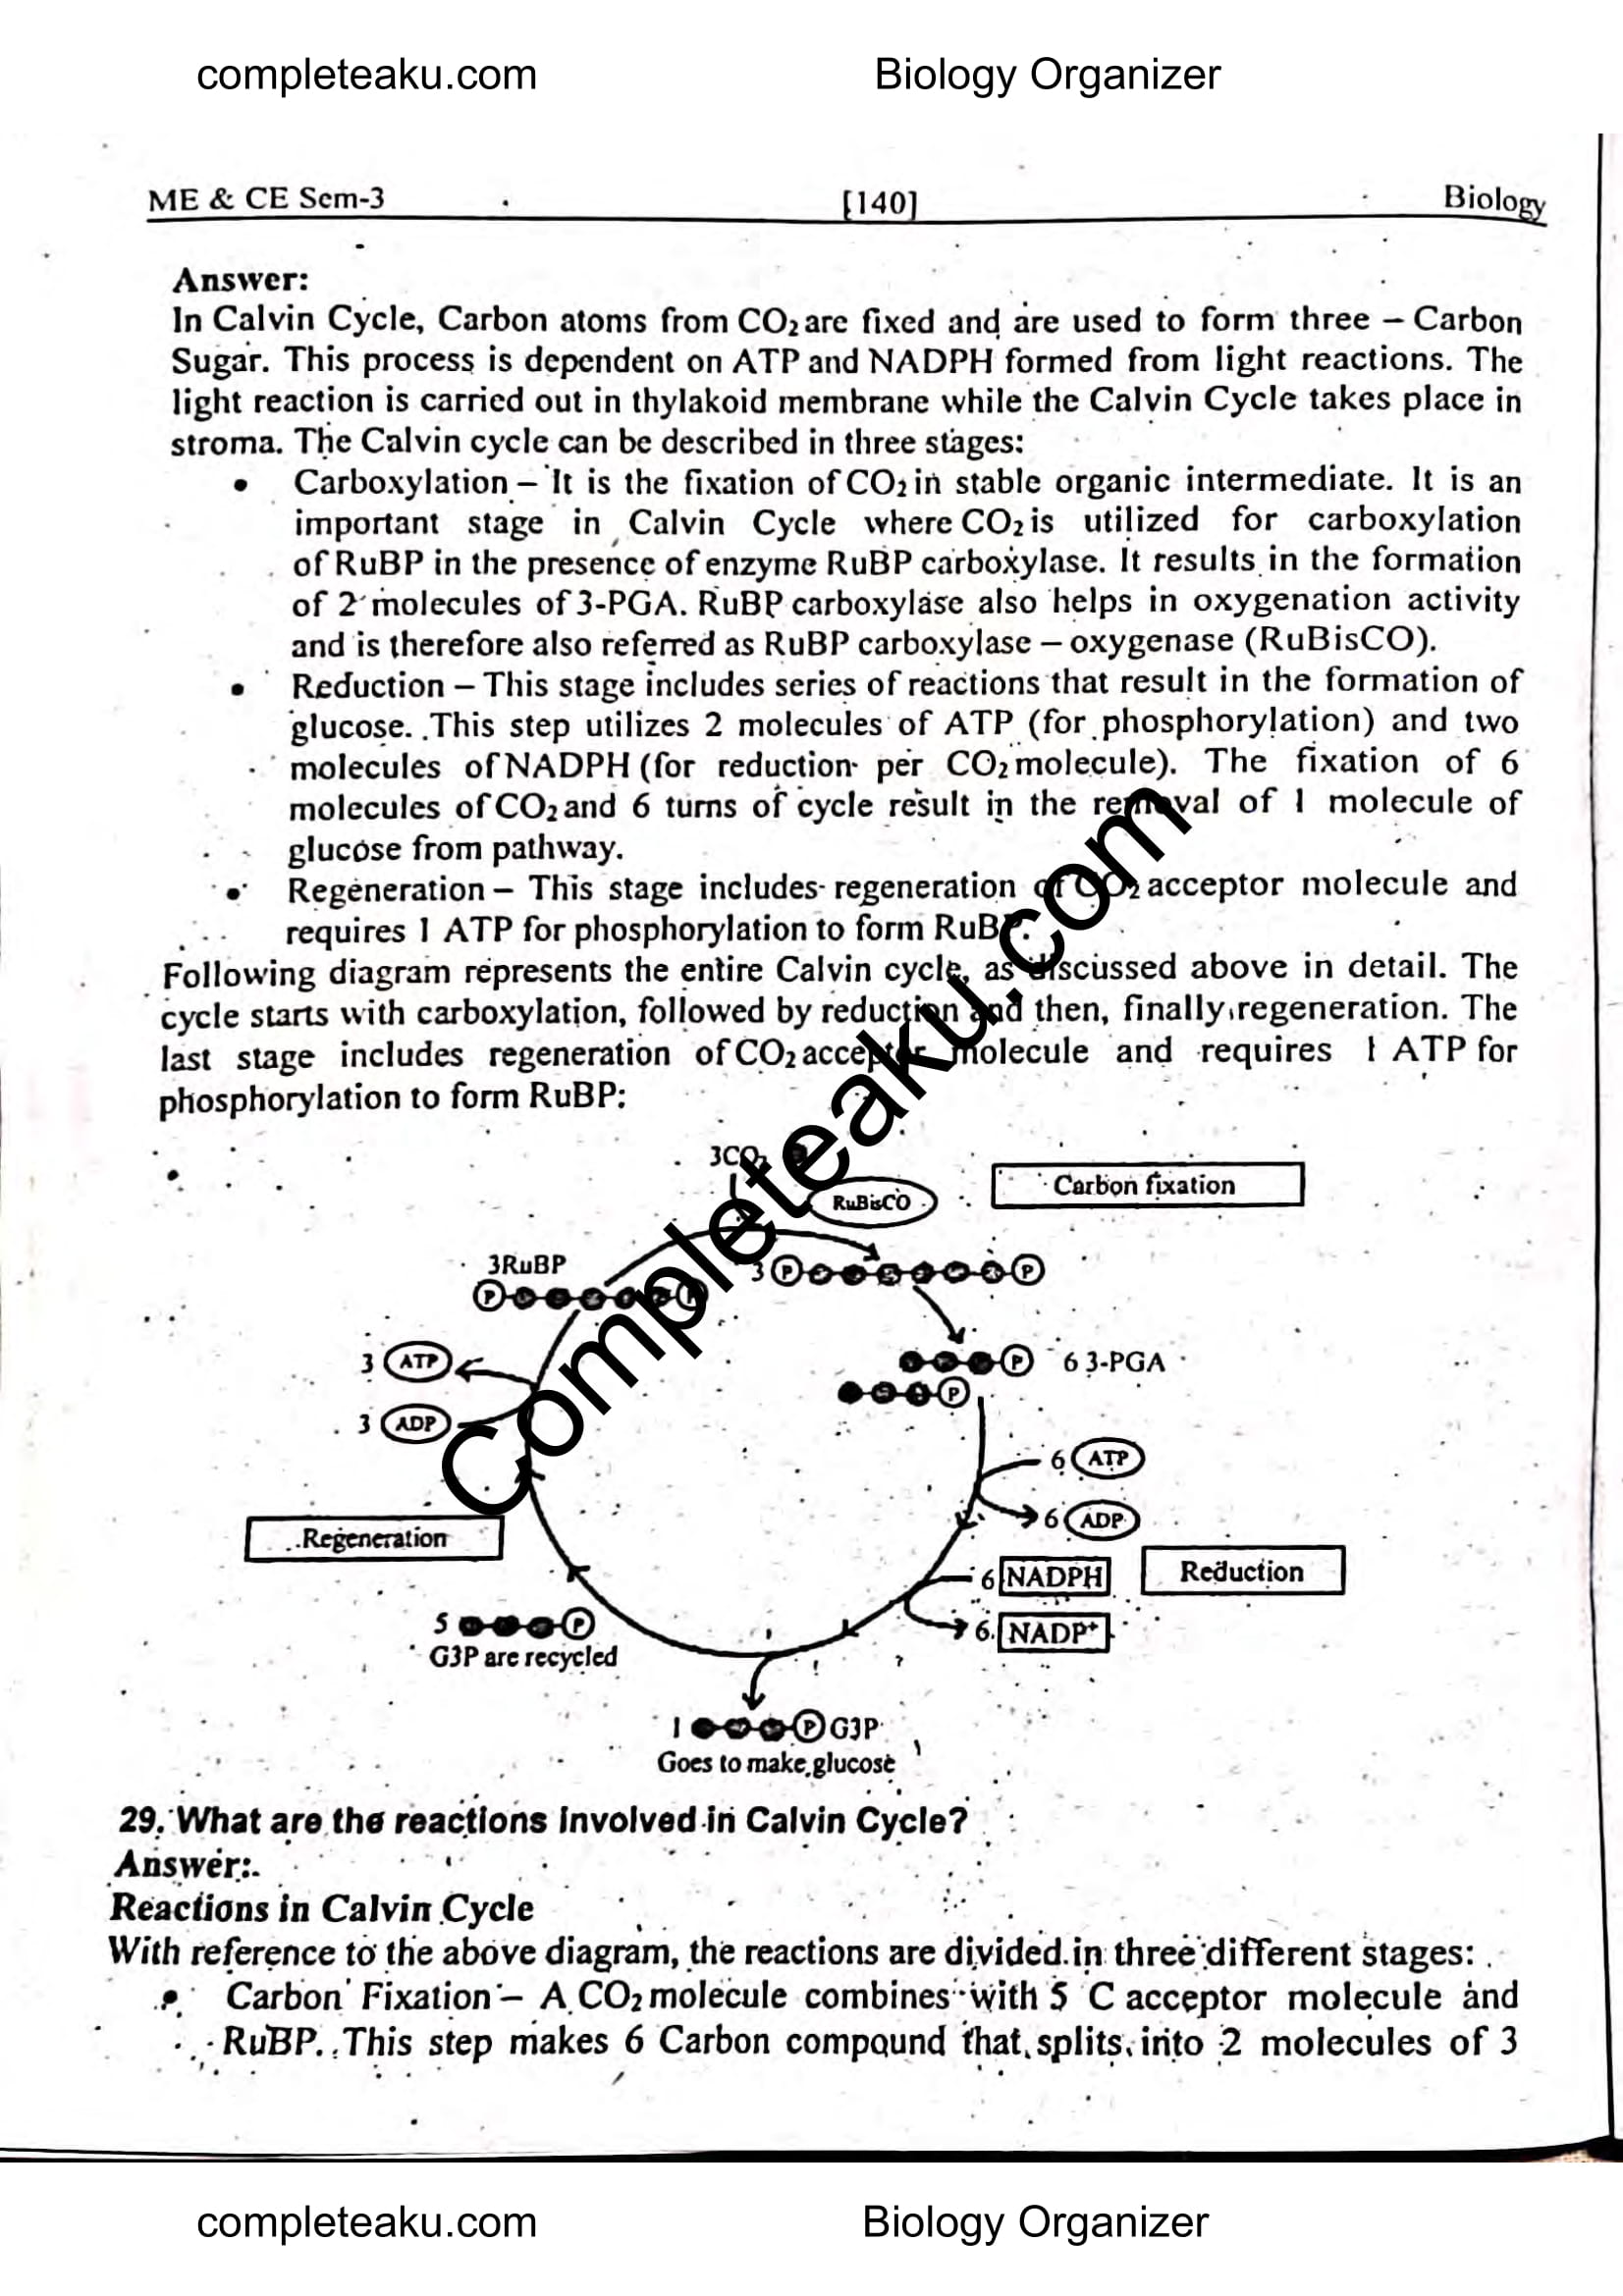 completeaku.com Biology Organizer
ME & CE Sem-3 [140] Biology
Answer:
In Calvin Cycle, Carbon atoms from CO₂ are fixed and are used to form three – Carbon
Sugar. This process is dependent on ATP and NADPH formed from light reactions. The
light reaction is carried out in thylakoid membrane while the Calvin Cycle takes place in
stroma. The Calvin cycle can be described in three stages:
• Carboxylation – It is the fixation of CO₂ in stable organic intermediate. It is an
important stage in Calvin Cycle where CO₂ is utilized for carboxylation
of RuBP in the presence of enzyme RuBP carboxylase. It results in the formation
of 2 molecules of 3-PGA. RuBP carboxylase also helps in oxygenation activity
and is therefore also referred as RuBP carboxylase – oxygenase (RuBisCO).
• Reduction – This stage includes series of reactions that result in the formation of
glucose. This step utilizes 2 molecules of ATP (for phosphorylation) and two
molecules of NADPH (for reduction per CO₂ molecule). The fixation of 6
molecules of CO₂ and 6 turns of cycle result in the removal of 1 molecule of
glucose from pathway.
• Regeneration – This stage includes regeneration of CO₂ acceptor molecule and
requires 1 ATP for phosphorylation to form RuBP.
Following diagram represents the entire Calvin cycle, as discussed above in detail. The
cycle starts with carboxylation, followed by reduction and then, finally regeneration. The
last stage includes regeneration of CO₂ acceptor molecule and requires 1 ATP for
phosphorylation to form RuBP:
3CO₂
Carbon fixation
RuBisCO
3RuBP
P P
3 P P
3 ATP
P 6 3-PGA
P
3 ADP
6 ATP
6 ADP
Regeneration
6 NADPH
Reduction
5 P
6 NADP⁺
G3P are recycled
1 P G3P
Goes to make glucose
Completeaku.com
29. What are the reactions involved in Calvin Cycle?
Answer:
Reactions in Calvin Cycle
With reference to the above diagram, the reactions are divided in three different stages:
• Carbon Fixation – A CO₂ molecule combines with 5 C acceptor molecule and
RuBP. This step makes 6 Carbon compound that splits into 2 molecules of 3
completeaku.com Biology Organizer